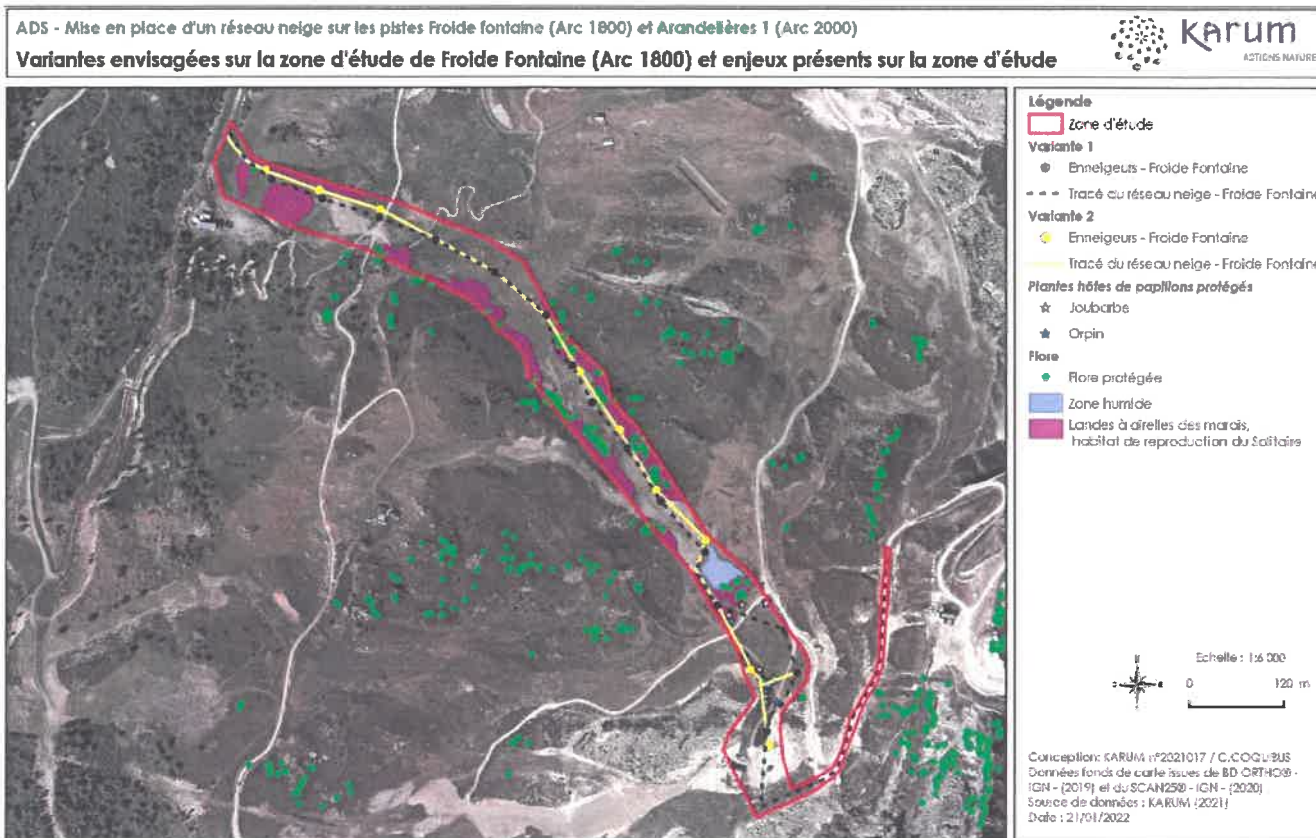 ADS - Mise en place d'un réseau neige sur les pistes Froide fontaine (Arc 1800) et Arandelières 1 (Arc 2000)
Variantes envisagées sur la zone d'étude de Froide Fontaine (Arc 1800) et enjeux présents sur la zone d'étude
KARUM
ACTIONS NATURE
Légende
Zone d'étude
Variante 1
Enneigeurs - Froide Fontaine
Tracé du réseau neige - Froide Fontaine
Variante 2
Enneigeurs - Froide Fontaine
Tracé du réseau neige - Froide Fontaine
Plantes hôtes de papillons protégés
Joubarbe
Orpin
Flore
Flore protégée
Zone humide
Landes à airelles des marais,
habitat de reproduction du Solitaire
Echelle : 1:6 000
0 120 m
Conception: KARUM n°2021017 / C.COQUIBUS
Données fonds de carte issues de BD ORTHO® -
IGN - (2019) et du SCAN25® - IGN - (2020)
Source de données : KARUM (2021)
Date : 21/01/2022